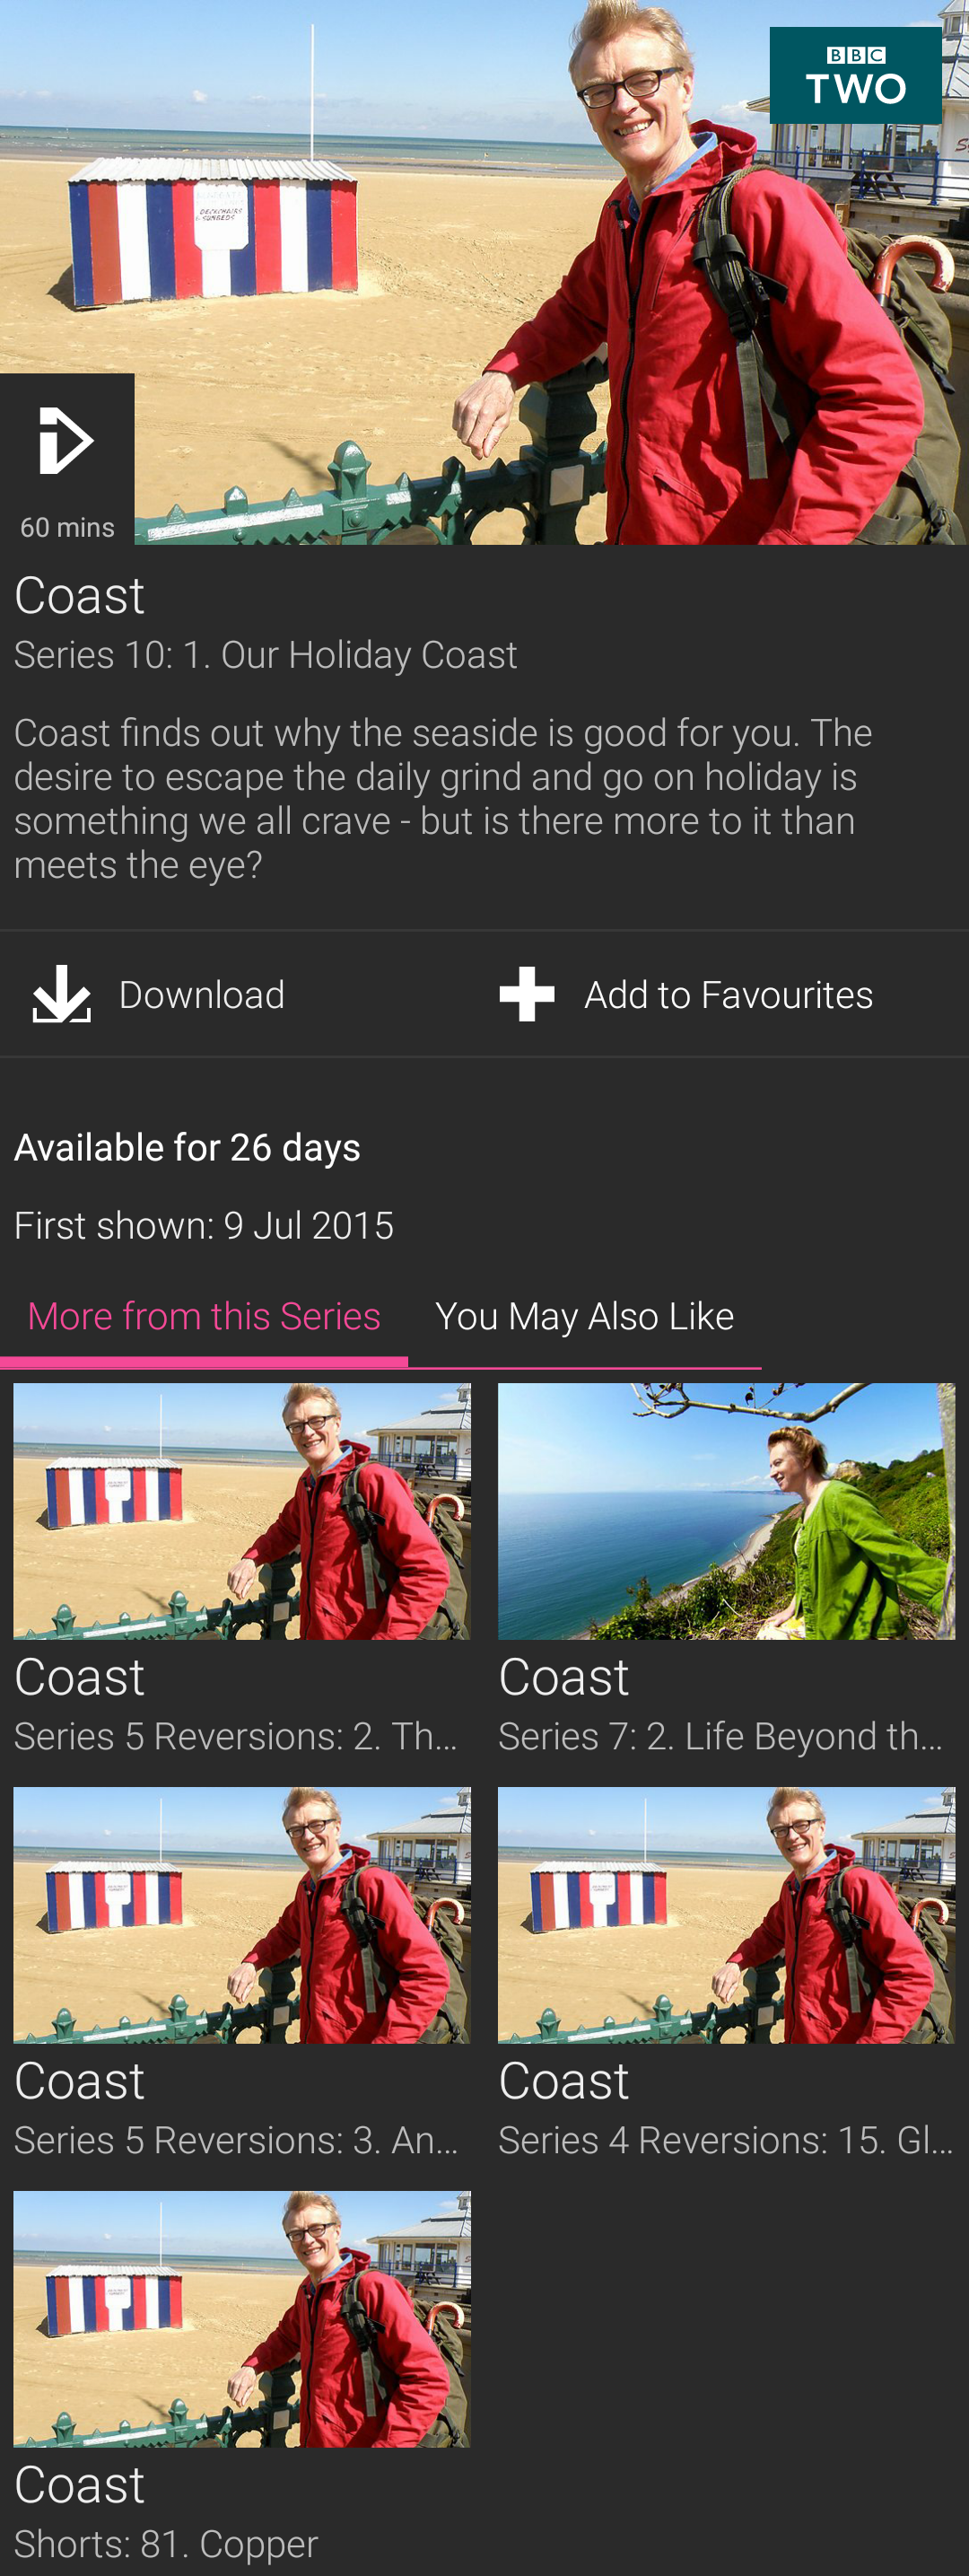 BBC
TWO
DECKCHAIRS
& SUNBEDS
60 mins
Coast
Series 10: 1. Our Holiday Coast
Coast finds out why the seaside is good for you. The
desire to escape the daily grind and go on holiday is
something we all crave - but is there more to it than
meets the eye?
Download
Add to Favourites
Available for 26 days
First shown: 9 Jul 2015
More from this Series
You May Also Like
Coast
Series 5 Reversions: 2. Th...
Coast
Series 7: 2. Life Beyond th...
Coast
Series 5 Reversions: 3. An...
Coast
Series 4 Reversions: 15. Gl...
Coast
Shorts: 81. Copper